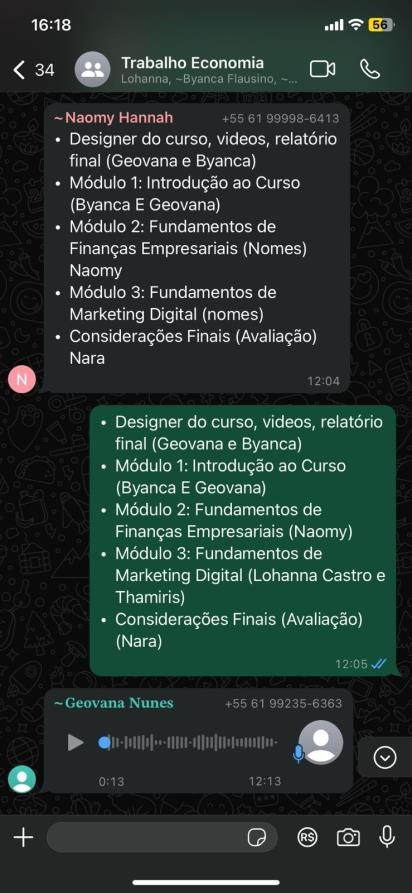 16:18
56
34
Trabalho Economia
Lohanna, ~Byanca Flausino, ~...
~Naomy Hannah +55 61 99998-6413
• Designer do curso, videos, relatório
final (Geovana e Byanca)
• Módulo 1: Introdução ao Curso
(Byanca E Geovana)
• Módulo 2: Fundamentos de
Finanças Empresariais (Nomes)
Naomy
• Módulo 3: Fundamentos de
Marketing Digital (nomes)
• Considerações Finais (Avaliação)
Nara
12:04
N
• Designer do curso, videos, relatório
final (Geovana e Byanca)
• Módulo 1: Introdução ao Curso
(Byanca E Geovana)
• Módulo 2: Fundamentos de
Finanças Empresariais (Naomy)
• Módulo 3: Fundamentos de
Marketing Digital (Lohanna Castro e
Thamiris)
• Considerações Finais (Avaliação)
(Nara)
12:05
~Geovana Nunes +55 61 99235-6363
0:13 12:13
R$